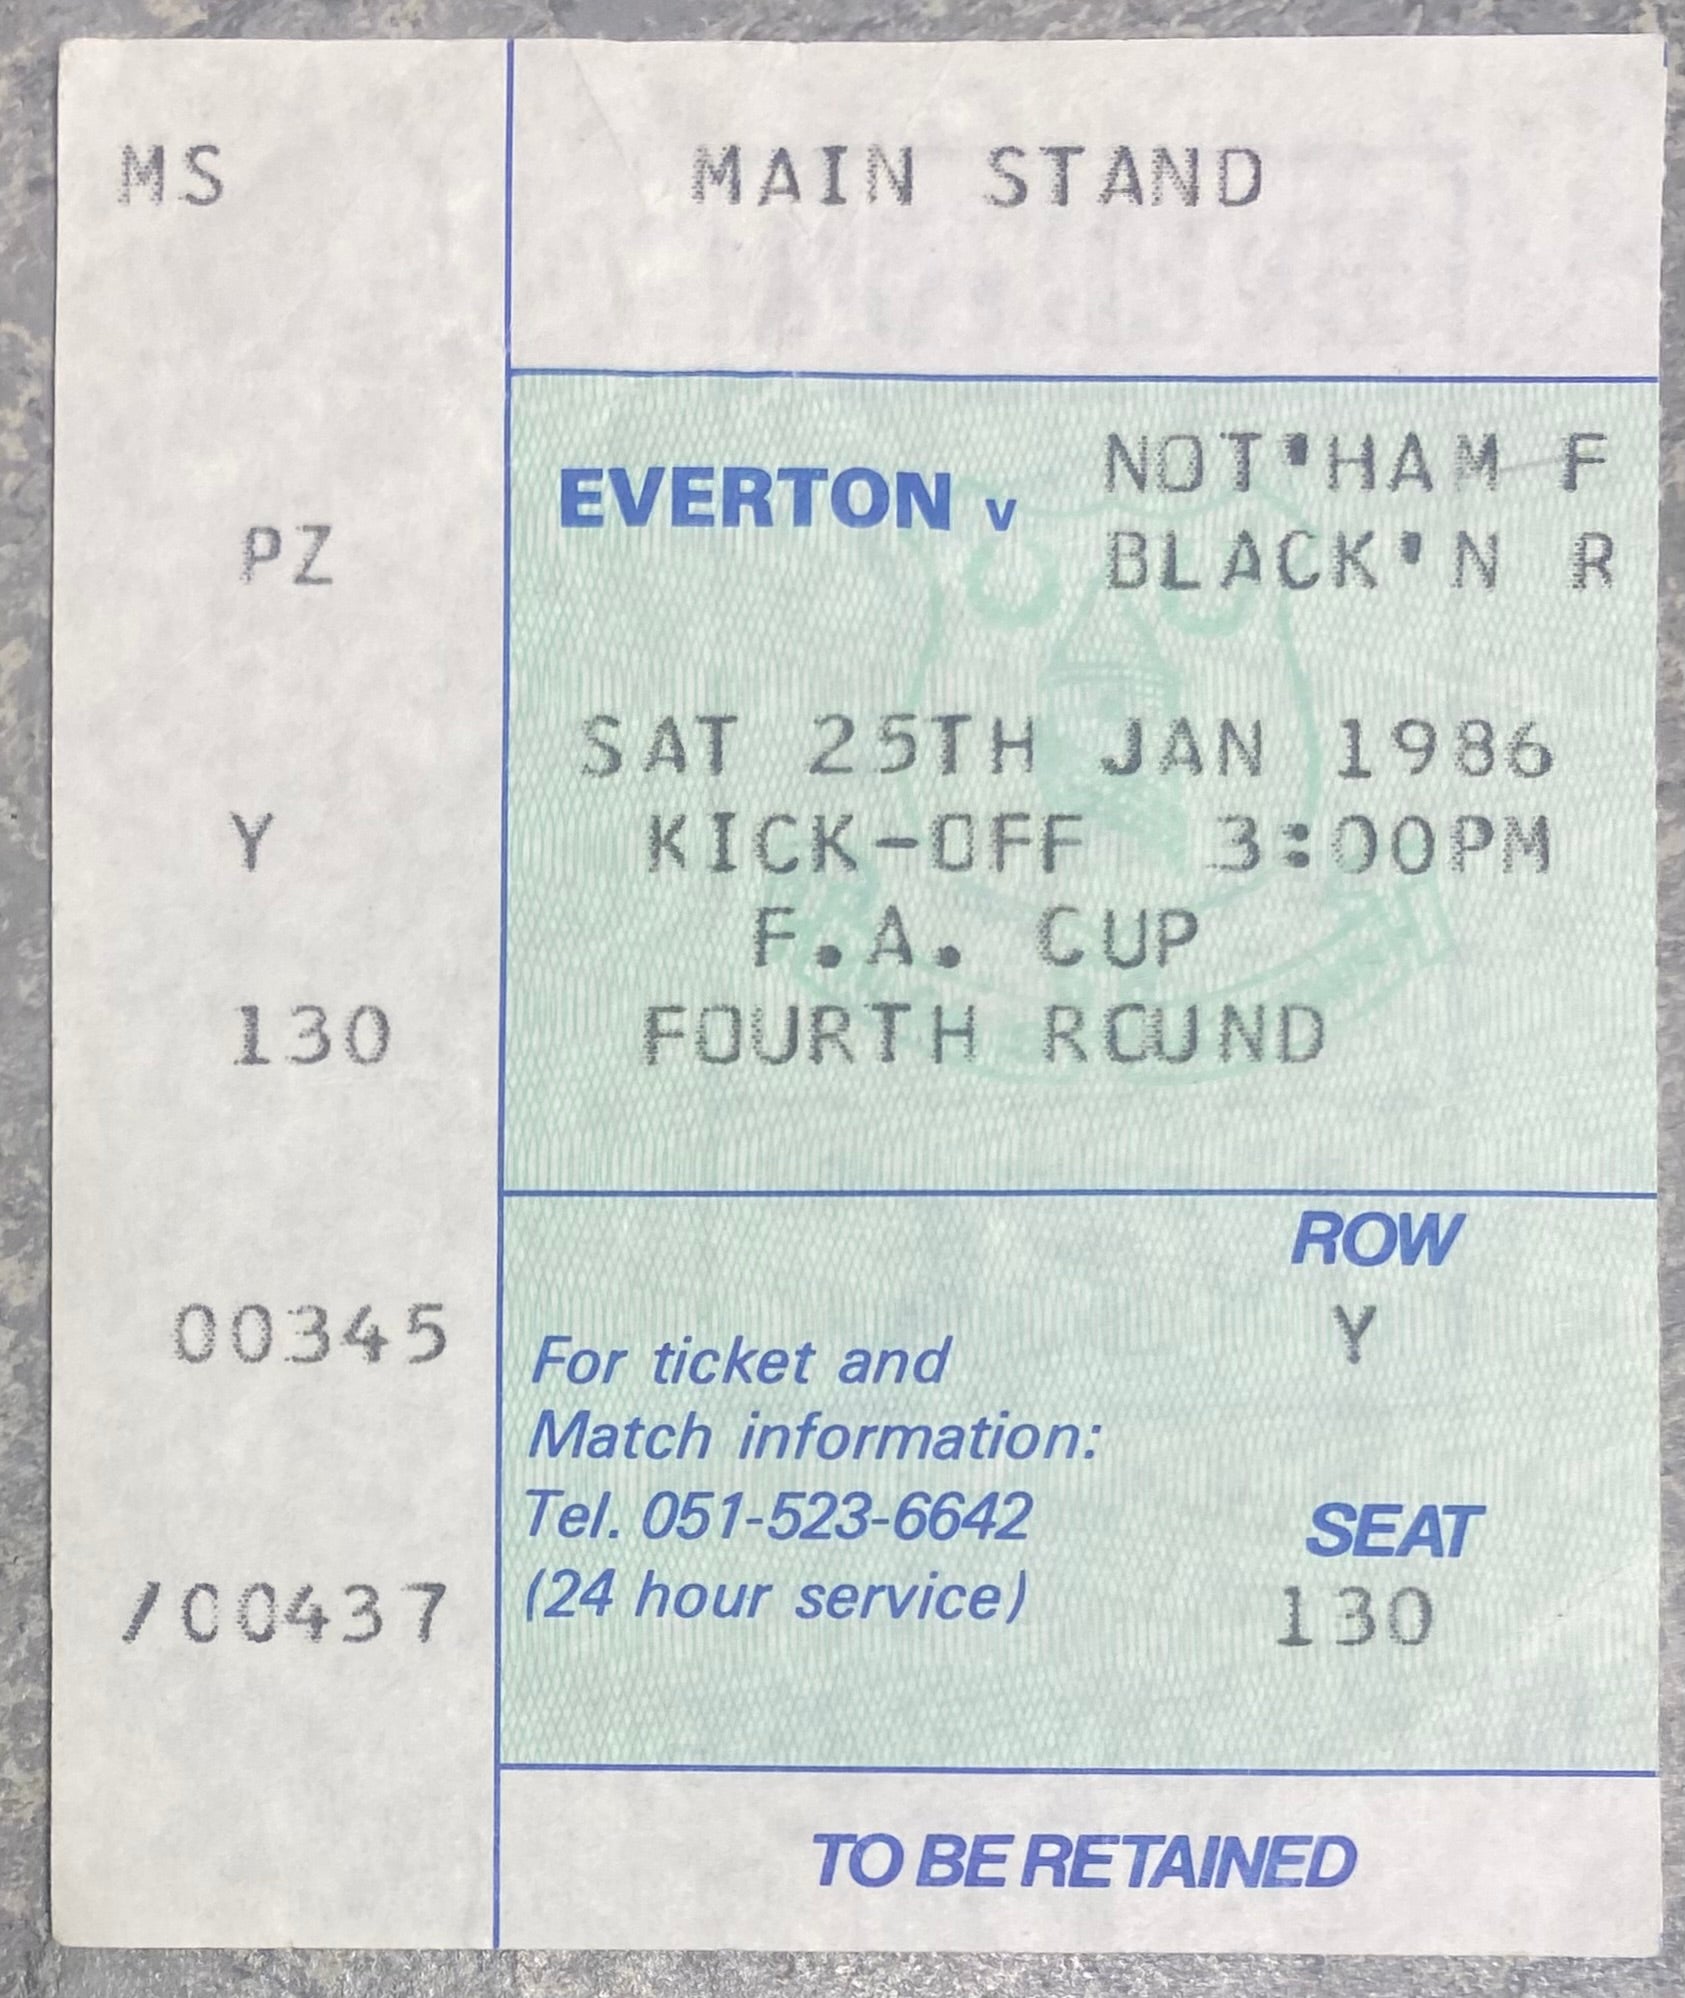 MS
PZ
Y
130
00345
/00437
MAIN STAND
EVERTON v
NOT'HAM F
BLACK'N R
SAT 25TH JAN 1986
KICK-OFF 3:00PM
F.A. CUP
FOURTH ROUND
For ticket and
Match information:
Tel. 051-523-6642
(24 hour service)
ROW
Y
SEAT
130
TO BE RETAINED